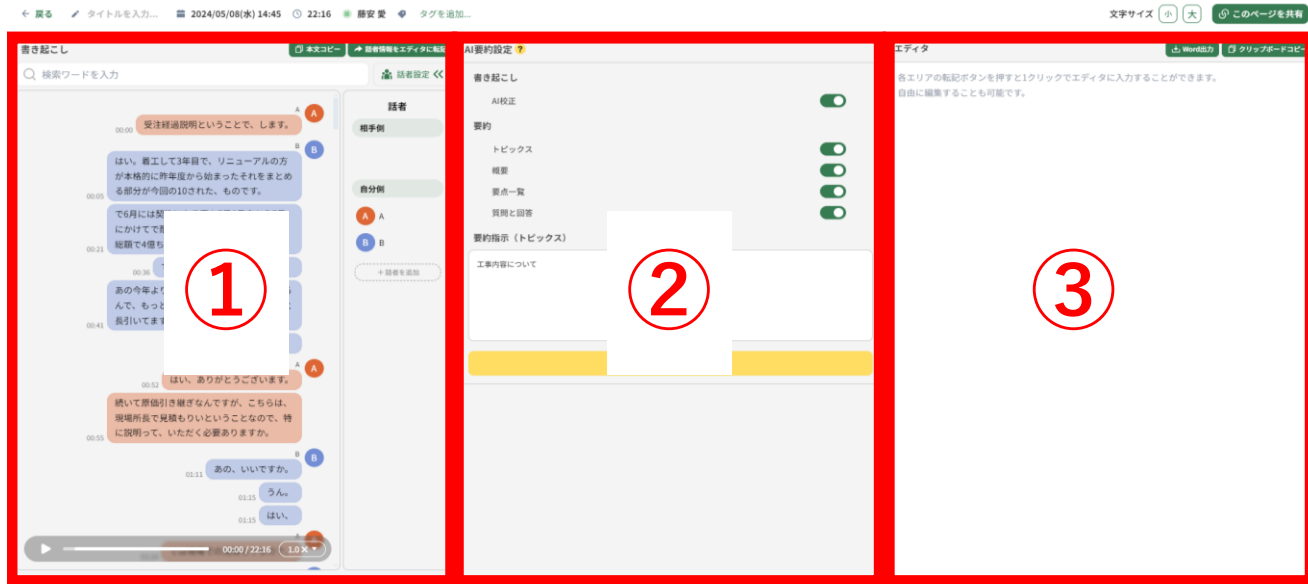 ← 戻る タイトルを入力... 2024/05/08(水) 14:45 22:16 藤安 愛 タグを追加... 文字サイズ 小 大 このページを共有
書き起こし 本文コピー 話者情報をエディタに転記
検索ワードを入力 話者設定
A A
00:00 受注経過説明ということで、します。
B B
はい。着工して3年目で、リニューアルの方
が本格的に昨年度から始まったそれをまとめ
る部分が今回の10された、ものです。
00:05
で6月には契
にかけてで
総額で4億ち
00:21
00:36
あの今年より
んで、もっと
長引いてます
00:41
A A
はい、ありがとうございます。
00:52
続いて原価引き継ぎなんですが、こちらは、
現場所長で見積もりいということなので、特
に説明って、いただく必要ありますか。
00:55
B B
01:11 あの、いいですか。
01:15 うん。
01:15 はい、
A
00:00 / 22:16 1.0 ×
話者
相手側
自分側
A A
B B
+ 話者を追加
①
AI要約設定 ?
書き起こし
AI校正
要約
トピックス
概要
要点一覧
質問と回答
要約指示（トピックス）
工事内容について
②
エディタ Word出力 クリップボードコピー
各エリアの転記ボタンを押すと1クリックでエディタに入力することができます。
自由に編集することも可能です。
③